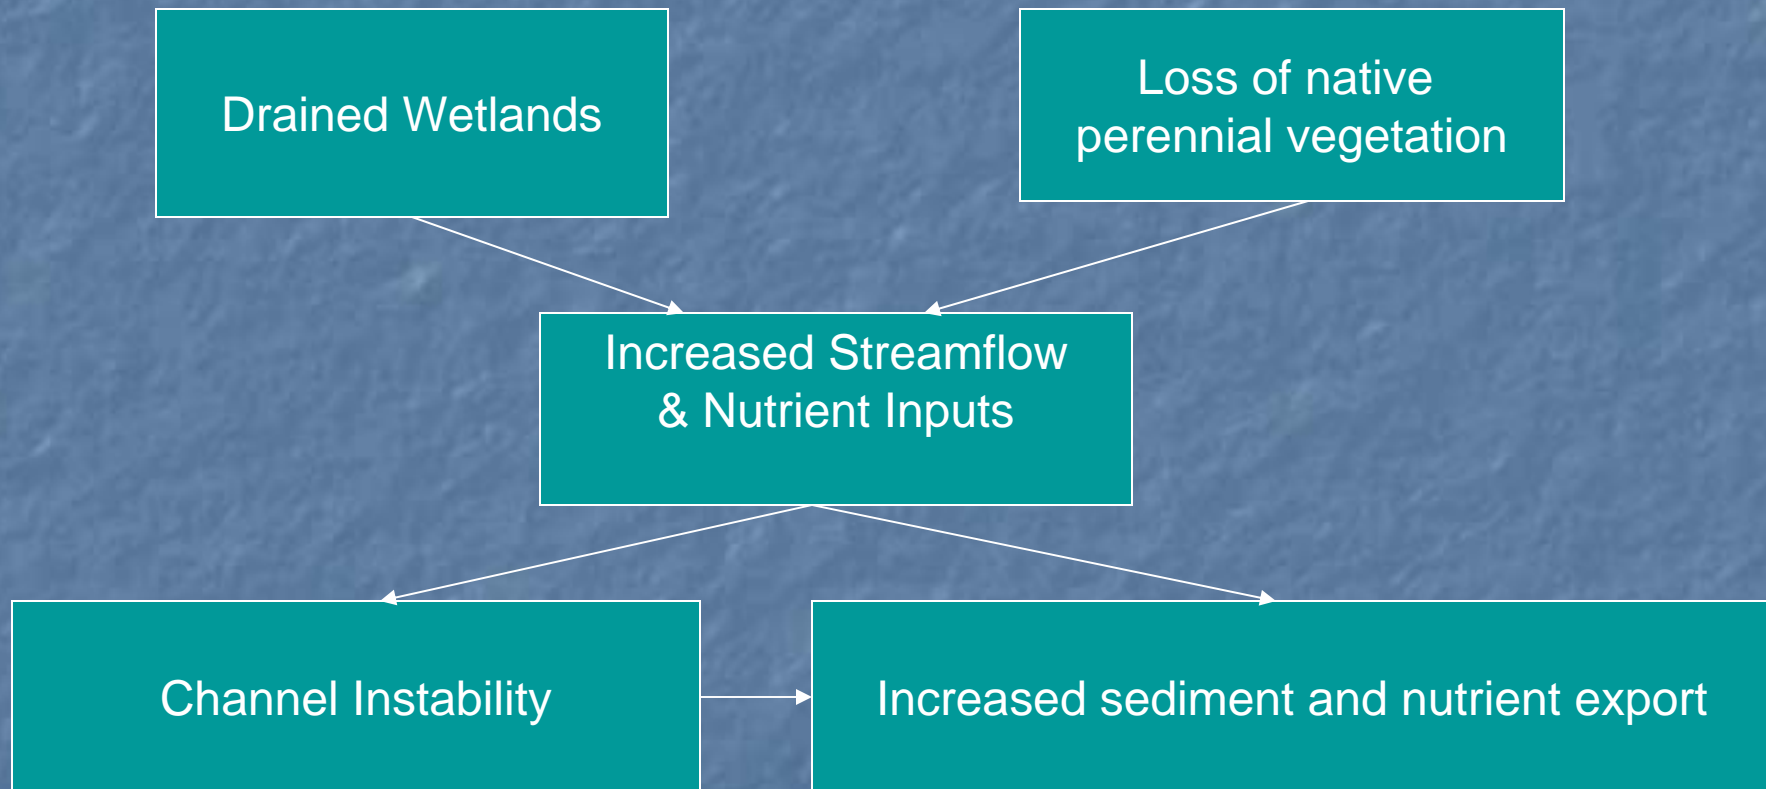 Drained Wetlands
Loss of native
perennial vegetation
Increased Streamflow
& Nutrient Inputs
Channel Instability
Increased sediment and nutrient export